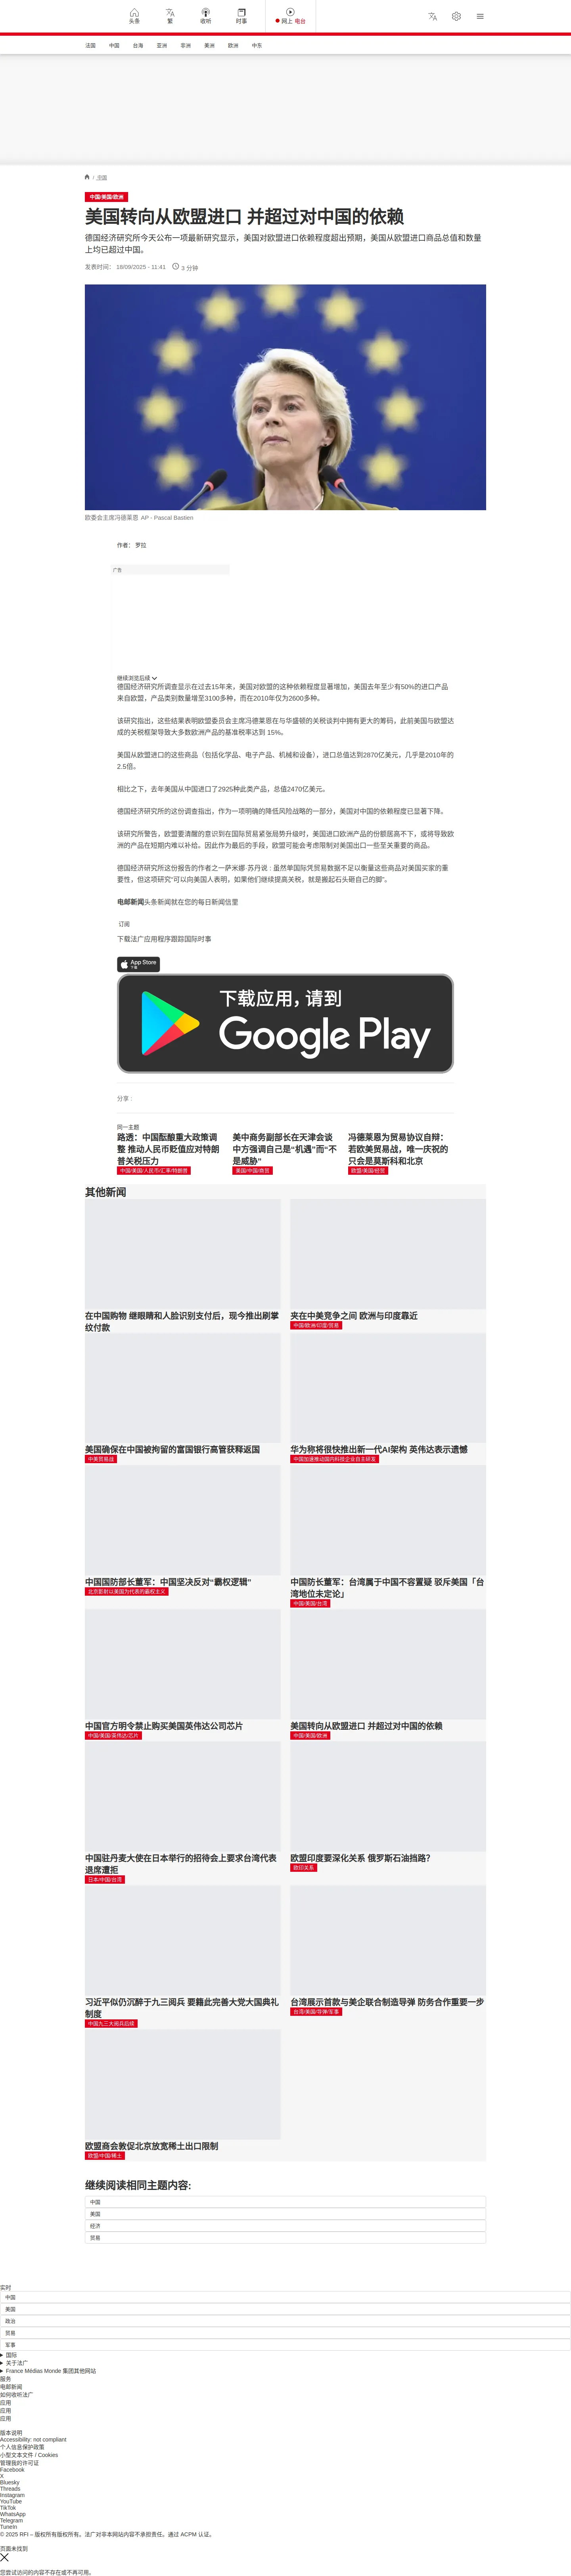 头条
繁
收听
时事
网上 电台
法国
中国
台海
亚洲
非洲
美洲
欧洲
中东
/ 中国
中国/美国/欧洲
美国转向从欧盟进口 并超过对中国的依赖
德国经济研究所今天公布一项最新研究显示，美国对欧盟进口依赖程度超出预期，美国从欧盟进口商品总值和数量
上均已超过中国。
发表时间： 18/09/2025 - 11:41
3 分钟
欧委会主席冯德莱恩 AP - Pascal Bastien
作者： 罗拉
广告
继续浏览后续
德国经济研究所调查显示在过去15年来，美国对欧盟的这种依赖程度显著增加，美国去年至少有50%的进口产品
来自欧盟，产品类别数量增至3100多种，而在2010年仅为2600多种。
该研究指出，这些结果表明欧盟委员会主席冯德莱恩在与华盛顿的关税谈判中拥有更大的筹码，此前美国与欧盟达
成的关税框架导致大多数欧洲产品的基准税率达到 15%。
美国从欧盟进口的这些商品（包括化学品、电子产品、机械和设备），进口总值达到2870亿美元，几乎是2010年的
2.5倍。
相比之下，去年美国从中国进口了2925种此类产品，总值2470亿美元。
德国经济研究所的这份调查指出，作为一项明确的降低风险战略的一部分，美国对中国的依赖程度已显著下降。
该研究所警告，欧盟要清醒的意识到在国际贸易紧张局势升级时，美国进口欧洲产品的份额居高不下，或将导致欧
洲的产品在短期内难以补给。因此作为最后的手段，欧盟可能会考虑限制对美国出口一些至关重要的商品。
德国经济研究所这份报告的作者之一萨米娜·苏丹说 : 虽然单国际凭贸易数据不足以衡量这些商品对美国买家的重
要性，但这项研究“可以向美国人表明，如果他们继续提高关税，就是搬起石头砸自己的脚”。
电邮新闻头条新闻就在您的每日新闻信里
订阅
下载法广应用程序跟踪国际时事
App Store
下载
下载应用，请到
Google Play
分享 :
同一主题
路透：中国酝酿重大政策调
整 推动人民币贬值应对特朗
普关税压力
中国/美国/人民币/汇率/特朗普
美中商务副部长在天津会谈
中方强调自己是“机遇”而“不
是威胁”
美国/中国/商贸
冯德莱恩为贸易协议自辩：
若欧美贸易战，唯一庆祝的
只会是莫斯科和北京
欧盟/美国/经贸
其他新闻
在中国购物 继眼睛和人脸识别支付后，现今推出刷掌
纹付款
夹在中美竞争之间 欧洲与印度靠近
中国/欧洲/印度/贸易
美国确保在中国被拘留的富国银行高管获释返国
中美贸易战
华为称将很快推出新一代AI架构 英伟达表示遗憾
中国加速推动国内科技企业自主研发
中国国防部长董军：中国坚决反对“霸权逻辑”
北京影射以美国为代表的霸权主义
中国防长董军：台湾属于中国不容置疑 驳斥美国「台
湾地位未定论」
中国/美国/台湾
中国官方明令禁止购买美国英伟达公司芯片
中国/美国/英伟达/芯片
美国转向从欧盟进口 并超过对中国的依赖
中国/美国/欧洲
中国驻丹麦大使在日本举行的招待会上要求台湾代表
退席遭拒
日本/中国/台湾
欧盟印度要深化关系 俄罗斯石油挡路？
欧印关系
习近平似仍沉醉于九三阅兵 要籍此完善大党大国典礼
制度
中国九三大阅兵后续
台湾展示首款与美企联合制造导弹 防务合作重要一步
台湾/美国/导弹/军事
欧盟商会敦促北京放宽稀土出口限制
欧盟/中国/稀土
继续阅读相同主题内容:
中国
美国
经济
贸易
实时
中国
美国
政治
贸易
军事
国际
关于法广
France Médias Monde 集团其他网站
服务
电邮新闻
如何收听法广
应用
应用
应用
版本说明
Accessibility: not compliant
个人信息保护政策
小型文本文件 / Cookies
管理我的许可证
Facebook
X
Bluesky
Threads
Instagram
YouTube
TikTok
WhatsApp
Telegram
TuneIn
© 2025 RFI – 版权所有版权所有。法广对非本网站内容不承担责任。通过 ACPM 认证。
页面未找到
您尝试访问的内容不存在或不再可用。